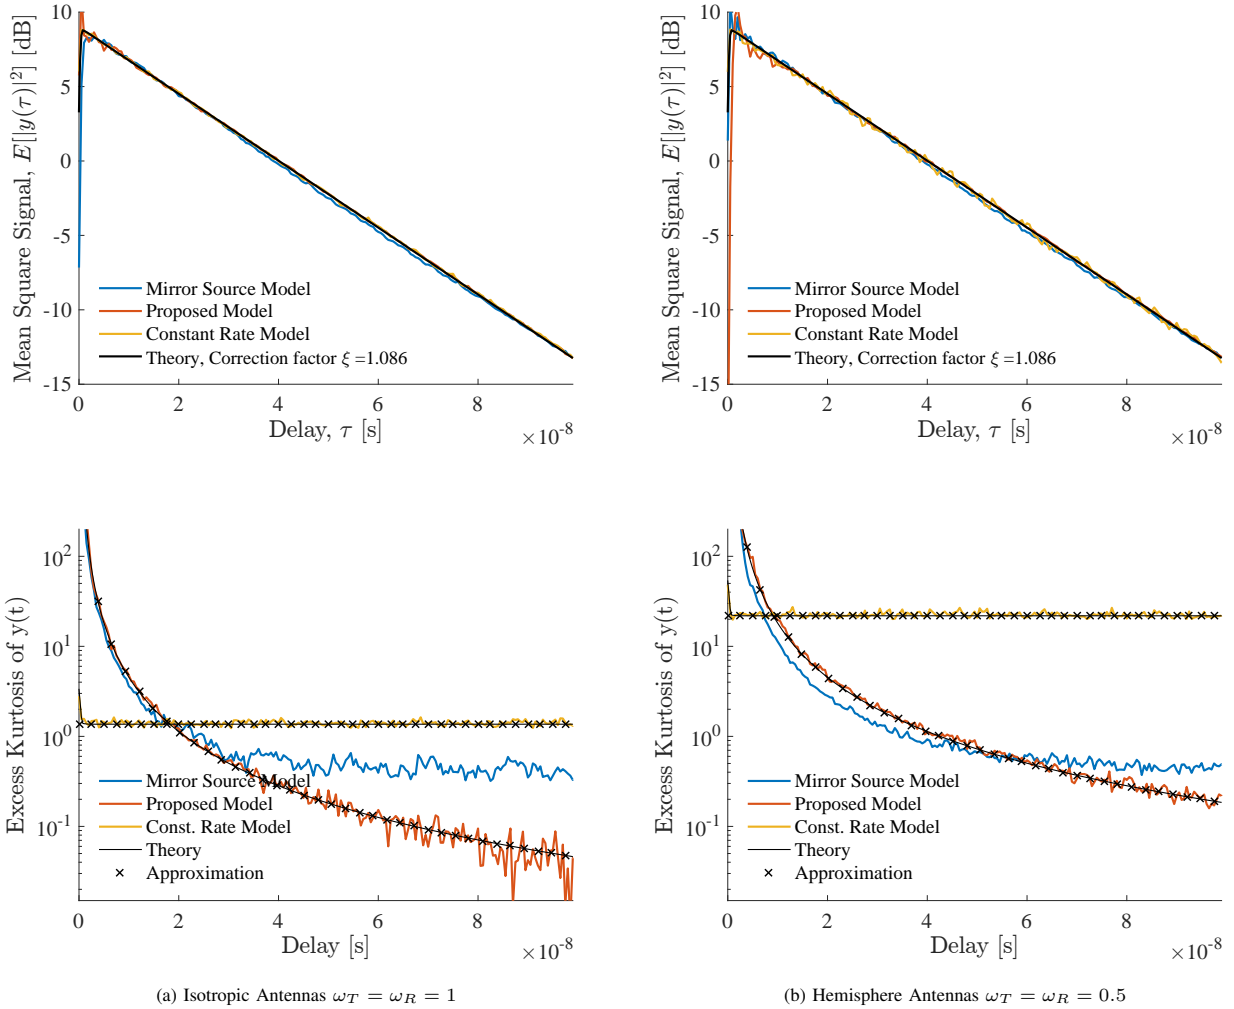 Mean Square Signal, E[|y(τ)|²] [dB]
10
5
0
-5
-10
-15
Mirror Source Model
Proposed Model
Constant Rate Model
Theory, Correction factor ξ =1.086
0 2 4 6 8
Delay, τ [s]
×10⁻⁸
Mean Square Signal, E[|y(τ)|²] [dB]
10
5
0
-5
-10
-15
Mirror Source Model
Proposed Model
Constant Rate Model
Theory, Correction factor ξ =1.086
0 2 4 6 8
Delay, τ [s]
×10⁻⁸
Excess Kurtosis of y(t)
10²
10¹
10⁰
10⁻¹
Mirror Source Model
Proposed Model
Const. Rate Model
Theory
Approximation
0 2 4 6 8
Delay [s]
×10⁻⁸
Excess Kurtosis of y(t)
10²
10¹
10⁰
10⁻¹
Mirror Source Model
Proposed Model
Const. Rate Model
Theory
Approximation
0 2 4 6 8
Delay [s]
×10⁻⁸
(a) Isotropic Antennas ω_T = ω_R = 1
(b) Hemisphere Antennas ω_T = ω_R = 0.5